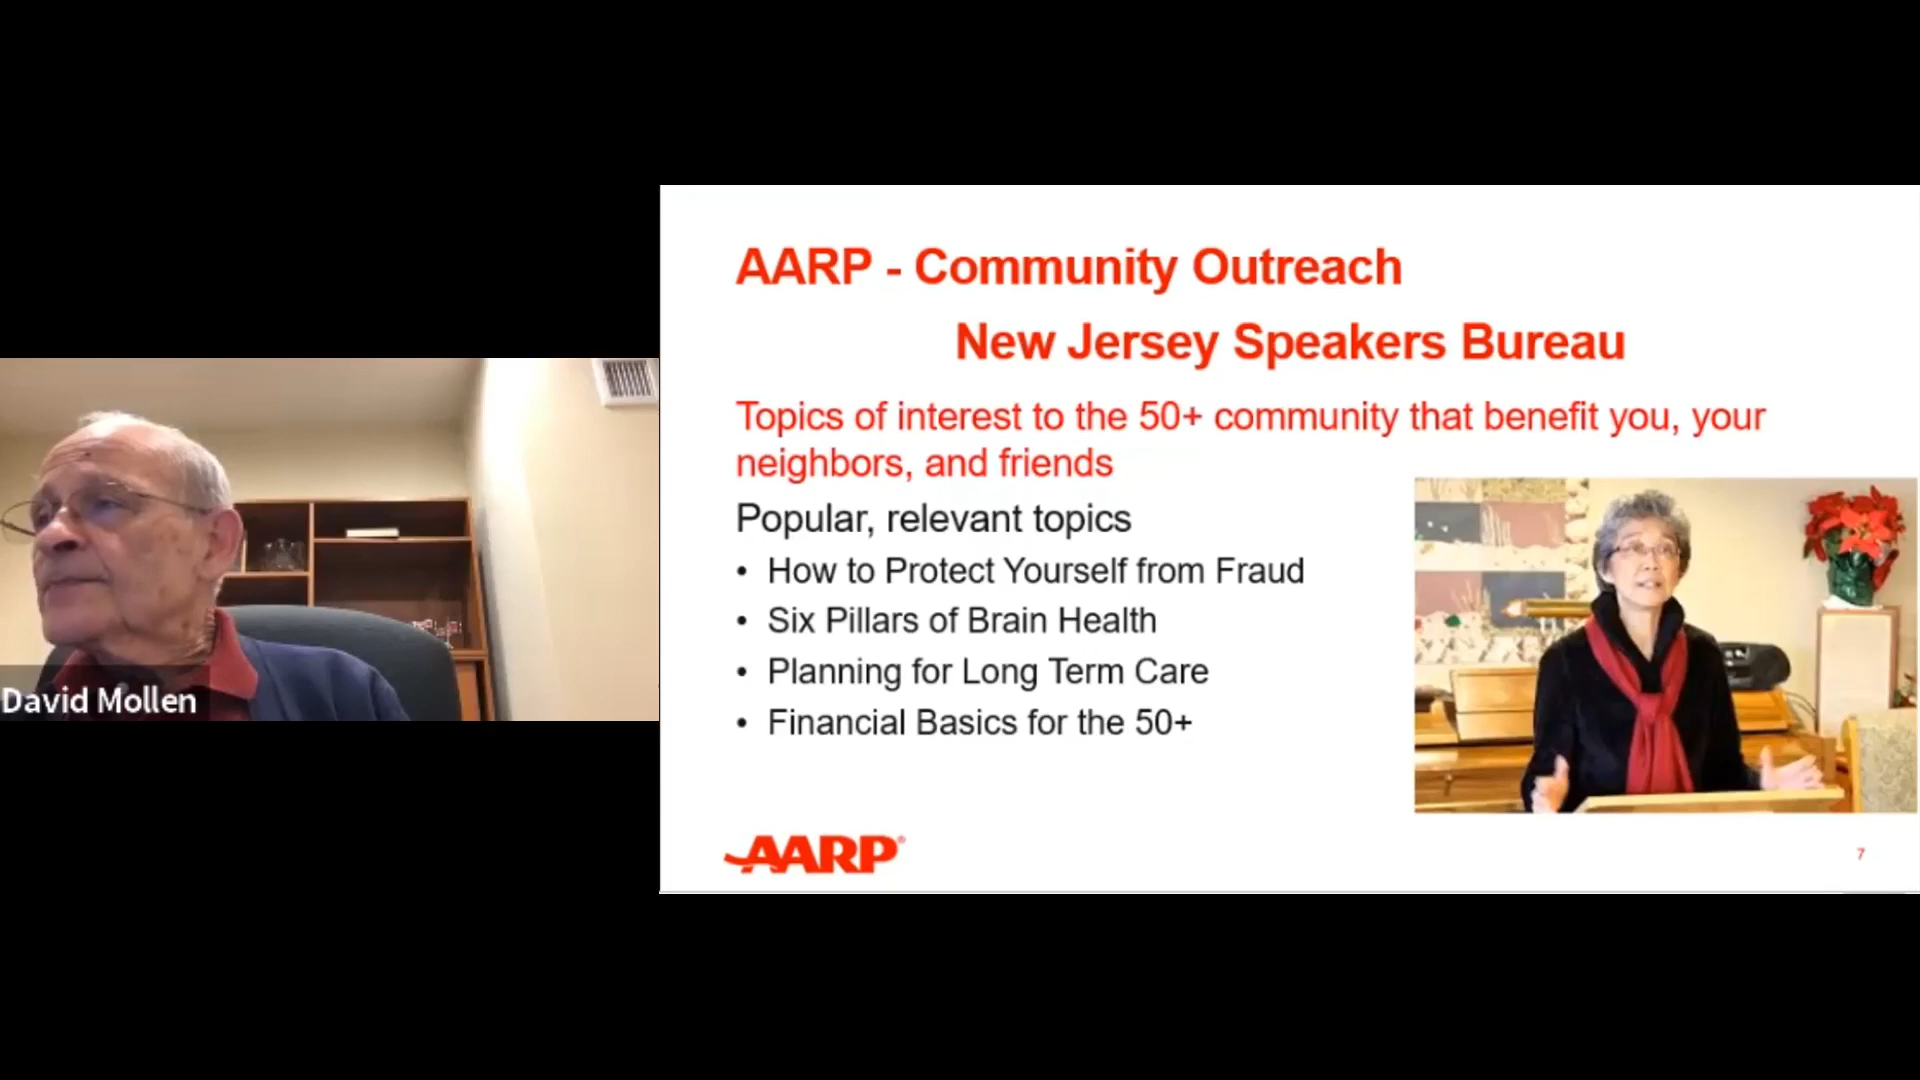 AARP - Community Outreach
New Jersey Speakers Bureau
Topics of interest to the 50+ community that benefit you, your
neighbors, and friends
Popular, relevant topics
• How to Protect Yourself from Fraud
• Six Pillars of Brain Health
• Planning for Long Term Care
• Financial Basics for the 50+
AARP®
7
David Mollen